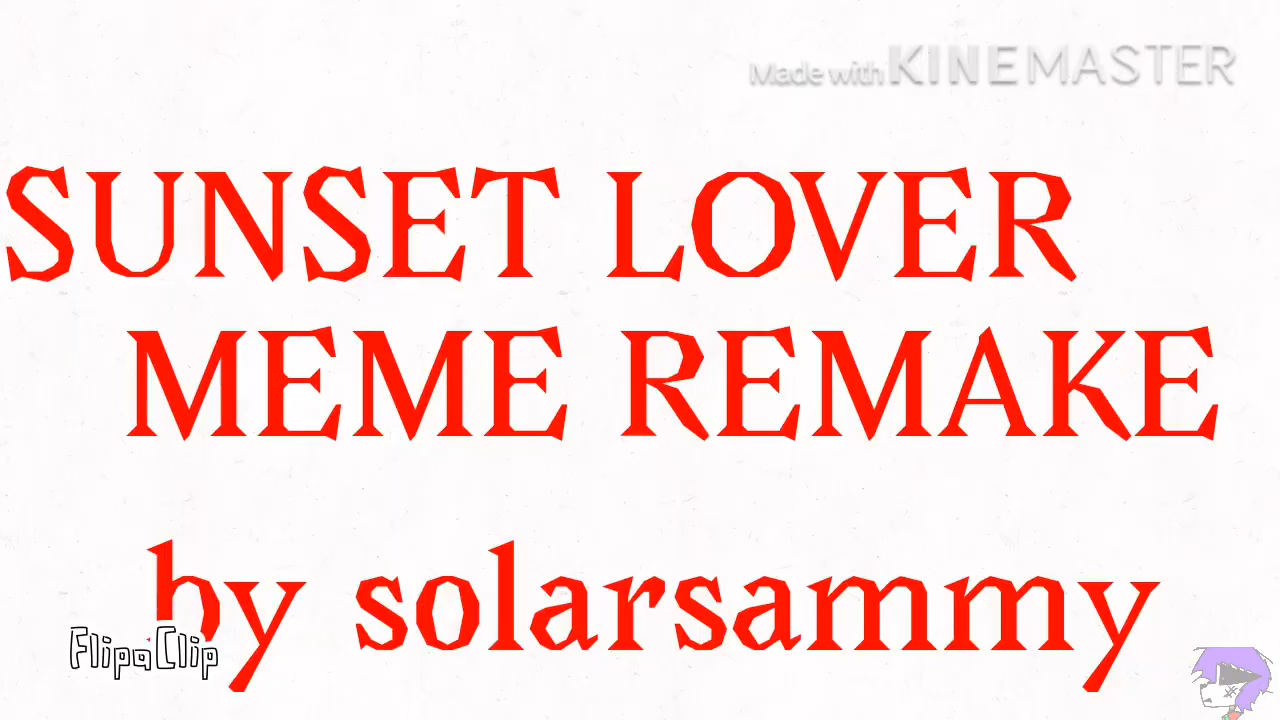 Made with KINEMASTER
SUNSET LOVER
MEME REMAKE
by solarsammy
FlipaClip